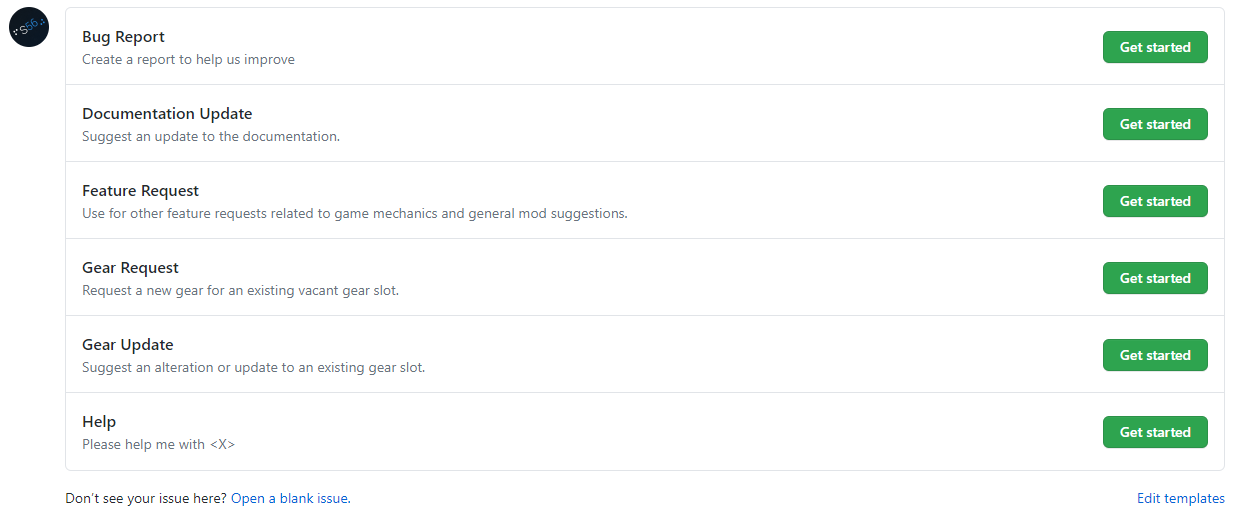 Bug Report
Create a report to help us improve
Get started
Documentation Update
Suggest an update to the documentation.
Get started
Feature Request
Use for other feature requests related to game mechanics and general mod suggestions.
Get started
Gear Request
Request a new gear for an existing vacant gear slot.
Get started
Gear Update
Suggest an alteration or update to an existing gear slot.
Get started
Help
Please help me with <X>
Get started
Don’t see your issue here? Open a blank issue.
Edit templates